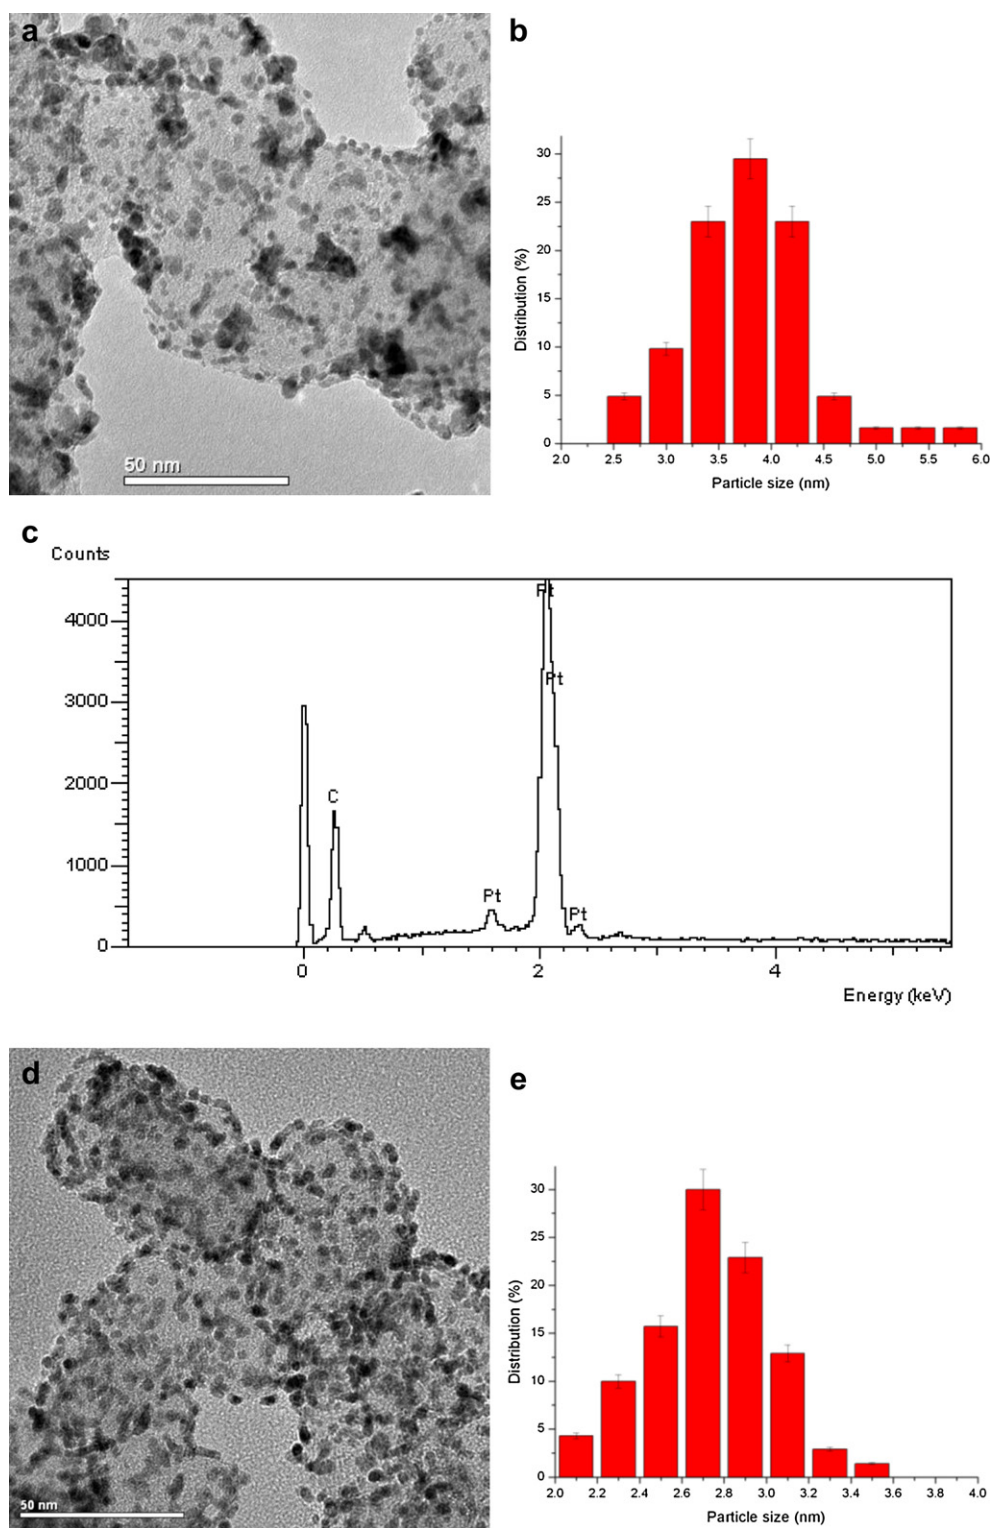 a
50 nm
b
Distribution (%)
30
25
20
15
10
5
0
2.0 2.5 3.0 3.5 4.0 4.5 5.0 5.5 6.0
Particle size (nm)
c
Counts
4000
3000
2000
1000
0
Pt
Pt
C
Pt
Pt
0 2 4
Energy (keV)
d
50 nm
e
Distribution (%)
30
25
20
15
10
5
0
2.0 2.2 2.4 2.6 2.8 3.0 3.2 3.4 3.6 3.8 4.0
Particle size (nm)